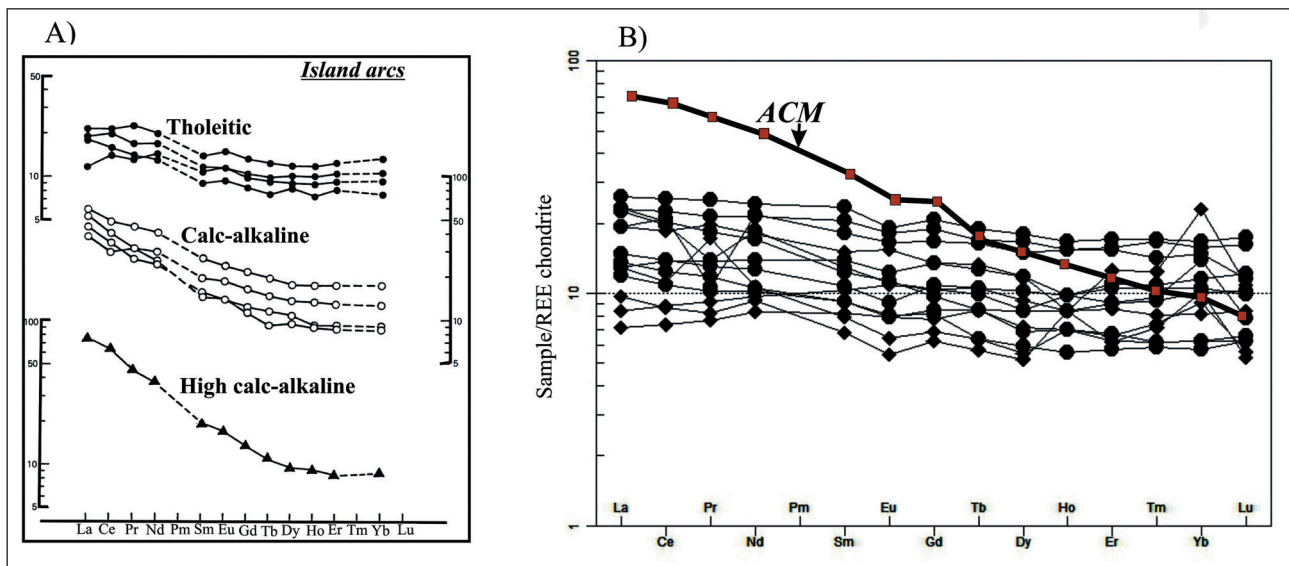 A)
Island arcs
50
10
5
Tholeitic
100
50
Calc-alkaline
10
5
100
50
10
5
High calc-alkaline
La Ce Pr Nd Pm Sm Eu Gd Tb Dy Ho Er Tm Yb Lu
B)
Sample/REE chondrite
100
10
1
ACM
La Pr Pm Eu Tb Ho Tm Lu
Ce Nd Sm Gd Dy Er Yb